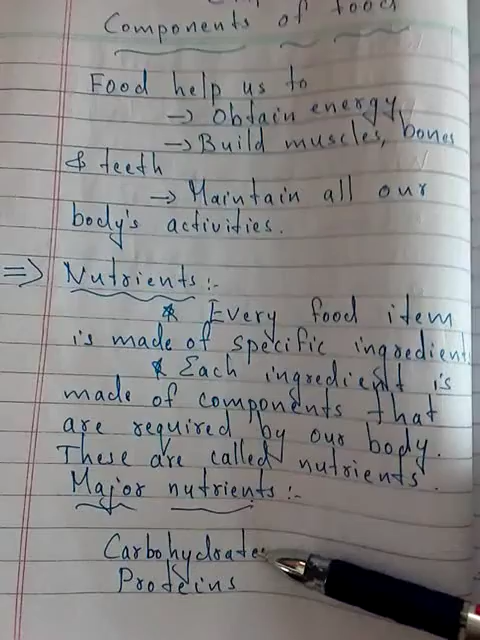 Components of food
Food help us to
→ Obtain energy
→ Build muscles, bones
& teeth
→ Maintain all our
body's activities.
⇒ Nutrients :-
* Every food item
is made of specific ingredient
* Each ingredient is
made of components that
are required by our body.
These are called nutrients.
Major nutrients :-
Carbohydrate
Proteins